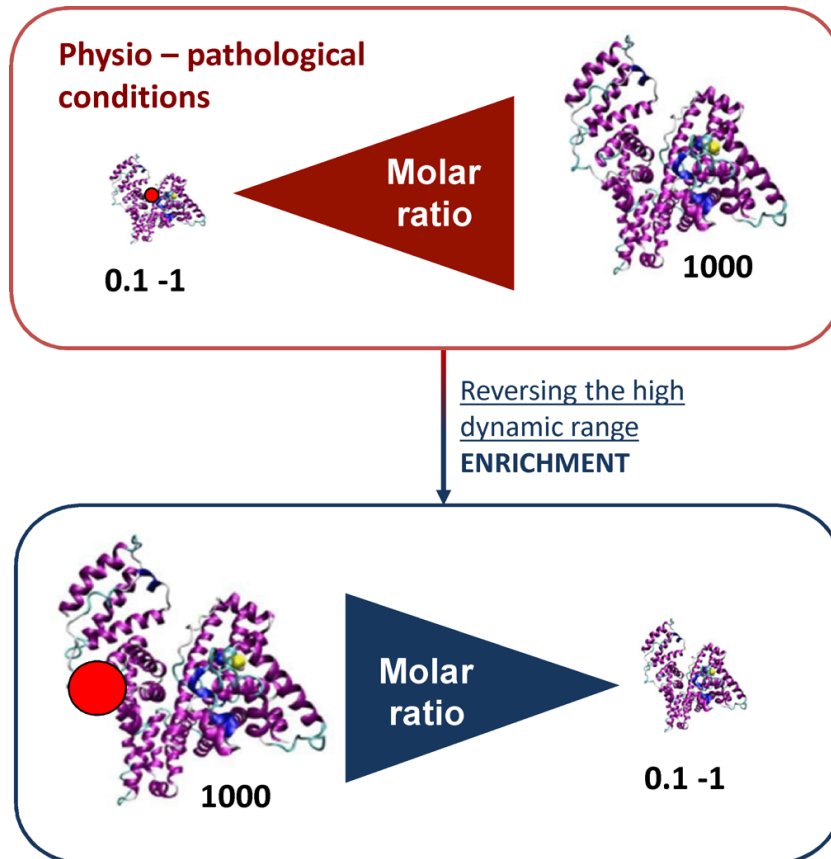 Physio – pathological
conditions
Molar
ratio
0.1 -1
1000
Reversing the high
dynamic range
ENRICHMENT
Molar
ratio
1000
0.1 -1